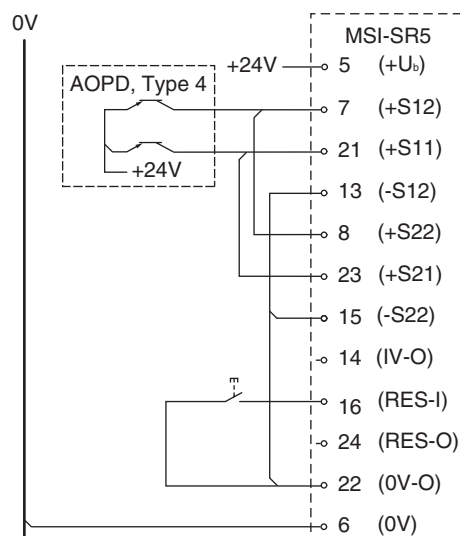 0V
MSI-SR5
+24V 5 (+Ub)
AOPD, Type 4
7 (+S12)
21 (+S11)
+24V
13 (-S12)
8 (+S22)
23 (+S21)
15 (-S22)
14 (IV-O)
16 (RES-I)
24 (RES-O)
22 (0V-O)
6 (0V)